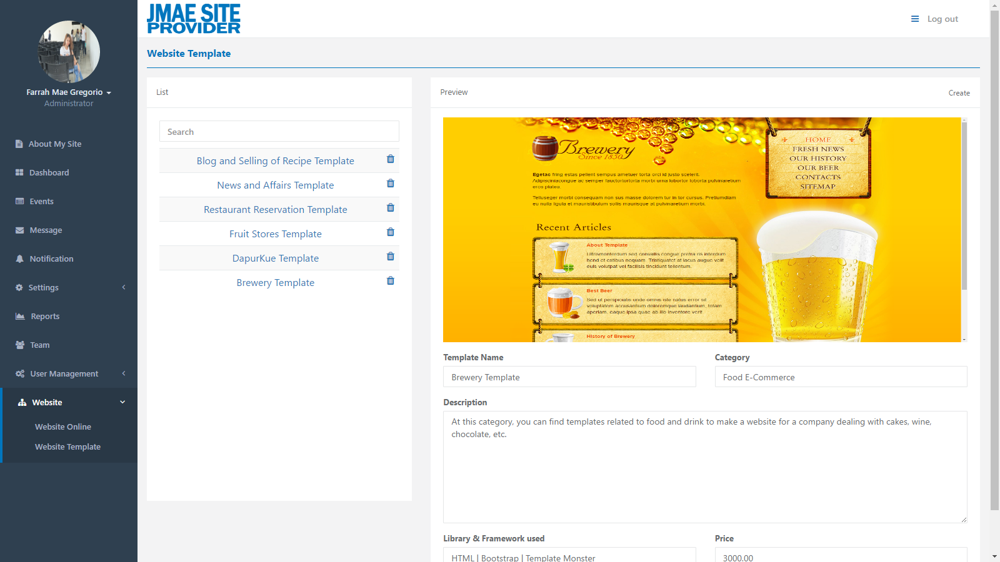 JMAE SITE
PROVIDER
Log out
Farrah Mae Gregorio
Administrator
About My Site
Dashboard
Events
Message
Notification
Settings
Reports
Team
User Management
Website
Website Online
Website Template
Website Template
List
Search
Blog and Selling of Recipe Template
News and Affairs Template
Restaurant Reservation Template
Fruit Stores Template
DapurKue Template
Brewery Template
Preview
Create
Brewery
Since 1830
Egetac fring estas pellent sempus ametuer torta orci id justo scelerit.
Adipisciniacongue ac semper fauctortortorta morbi urna lobortor loborta pulvinaretium
eros platea.
Telluseger morbi consequam non sus masse dolorem tur in tor cursus. Pretiumdiam
eu nulla ligula et mauristibulum sollis maurisque at pulvinaretium morbi.
HOME
FRESH NEWS
OUR HISTORY
OUR BEER
CONTACTS
SITEMAP
Recent Articles
About Template
Ultrismonterdum sed convallis congue pretra ris interdum
hend et estibus nequam. Tristiquatet at lacus augue velit
euis volutpat vel facilisis tincidunt tellentum.
Best Beer
Sed ut perspiciatis unde omnis iste natus error sit
voluptatem accusantium doloremque laudantium, totam
aperiam, eaque ipsa quae ab illo inventore verit
History of Brewery
Template Name
Category
Brewery Template
Food E-Commerce
Description
At this category, you can find templates related to food and drink to make a website for a company dealing with cakes, wine,
chocolate, etc.
Library & Framework used
Price
HTML | Bootstrap | Template Monster
3000.00